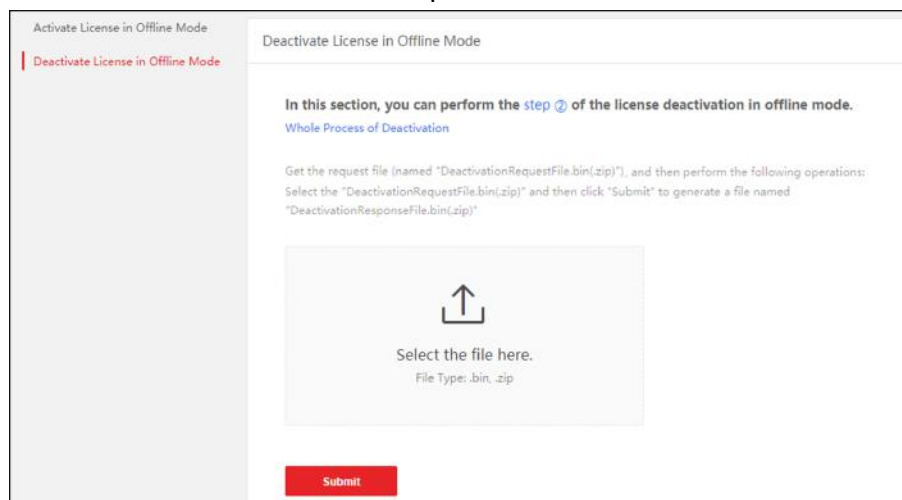 Activate License in Offline Mode
Deactivate License in Offline Mode
Deactivate License in Offline Mode
In this section, you can perform the step ② of the license deactivation in offline mode.
Whole Process of Deactivation
Get the request file (named "DeactivationRequestFile.bin(.zip)"), and then perform the following operations:
Select the "DeactivationRequestFile.bin(.zip)" and then click "Submit" to generate a file named
"DeactivationResponseFile.bin(.zip)"
Select the file here.
File Type: .bin, .zip
Submit